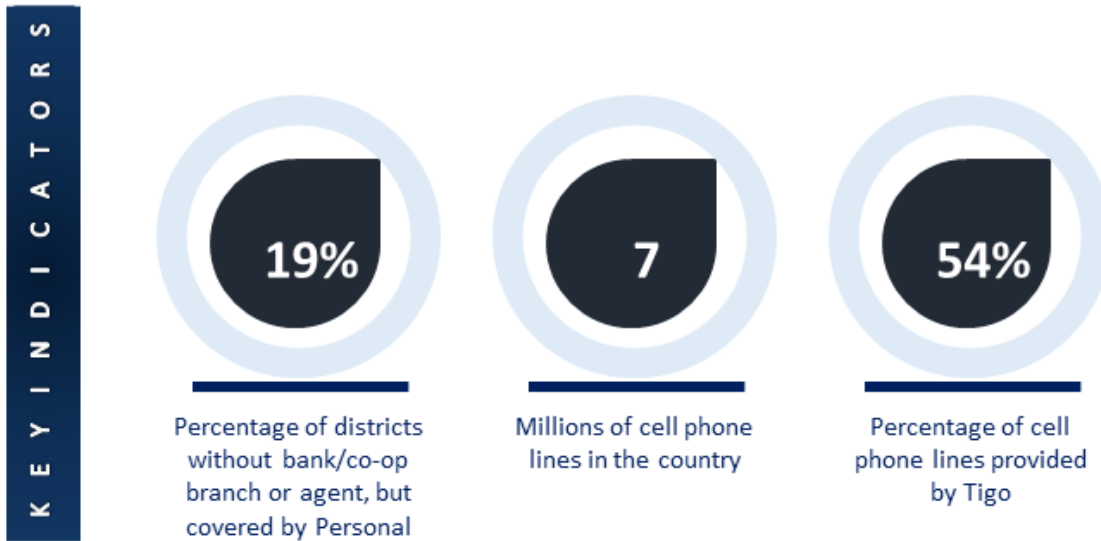 KEY INDICATORS
19%
7
54%
Percentage of districts
without bank/co-op
branch or agent, but
covered by Personal
Millions of cell phone
lines in the country
Percentage of cell
phone lines provided
by Tigo